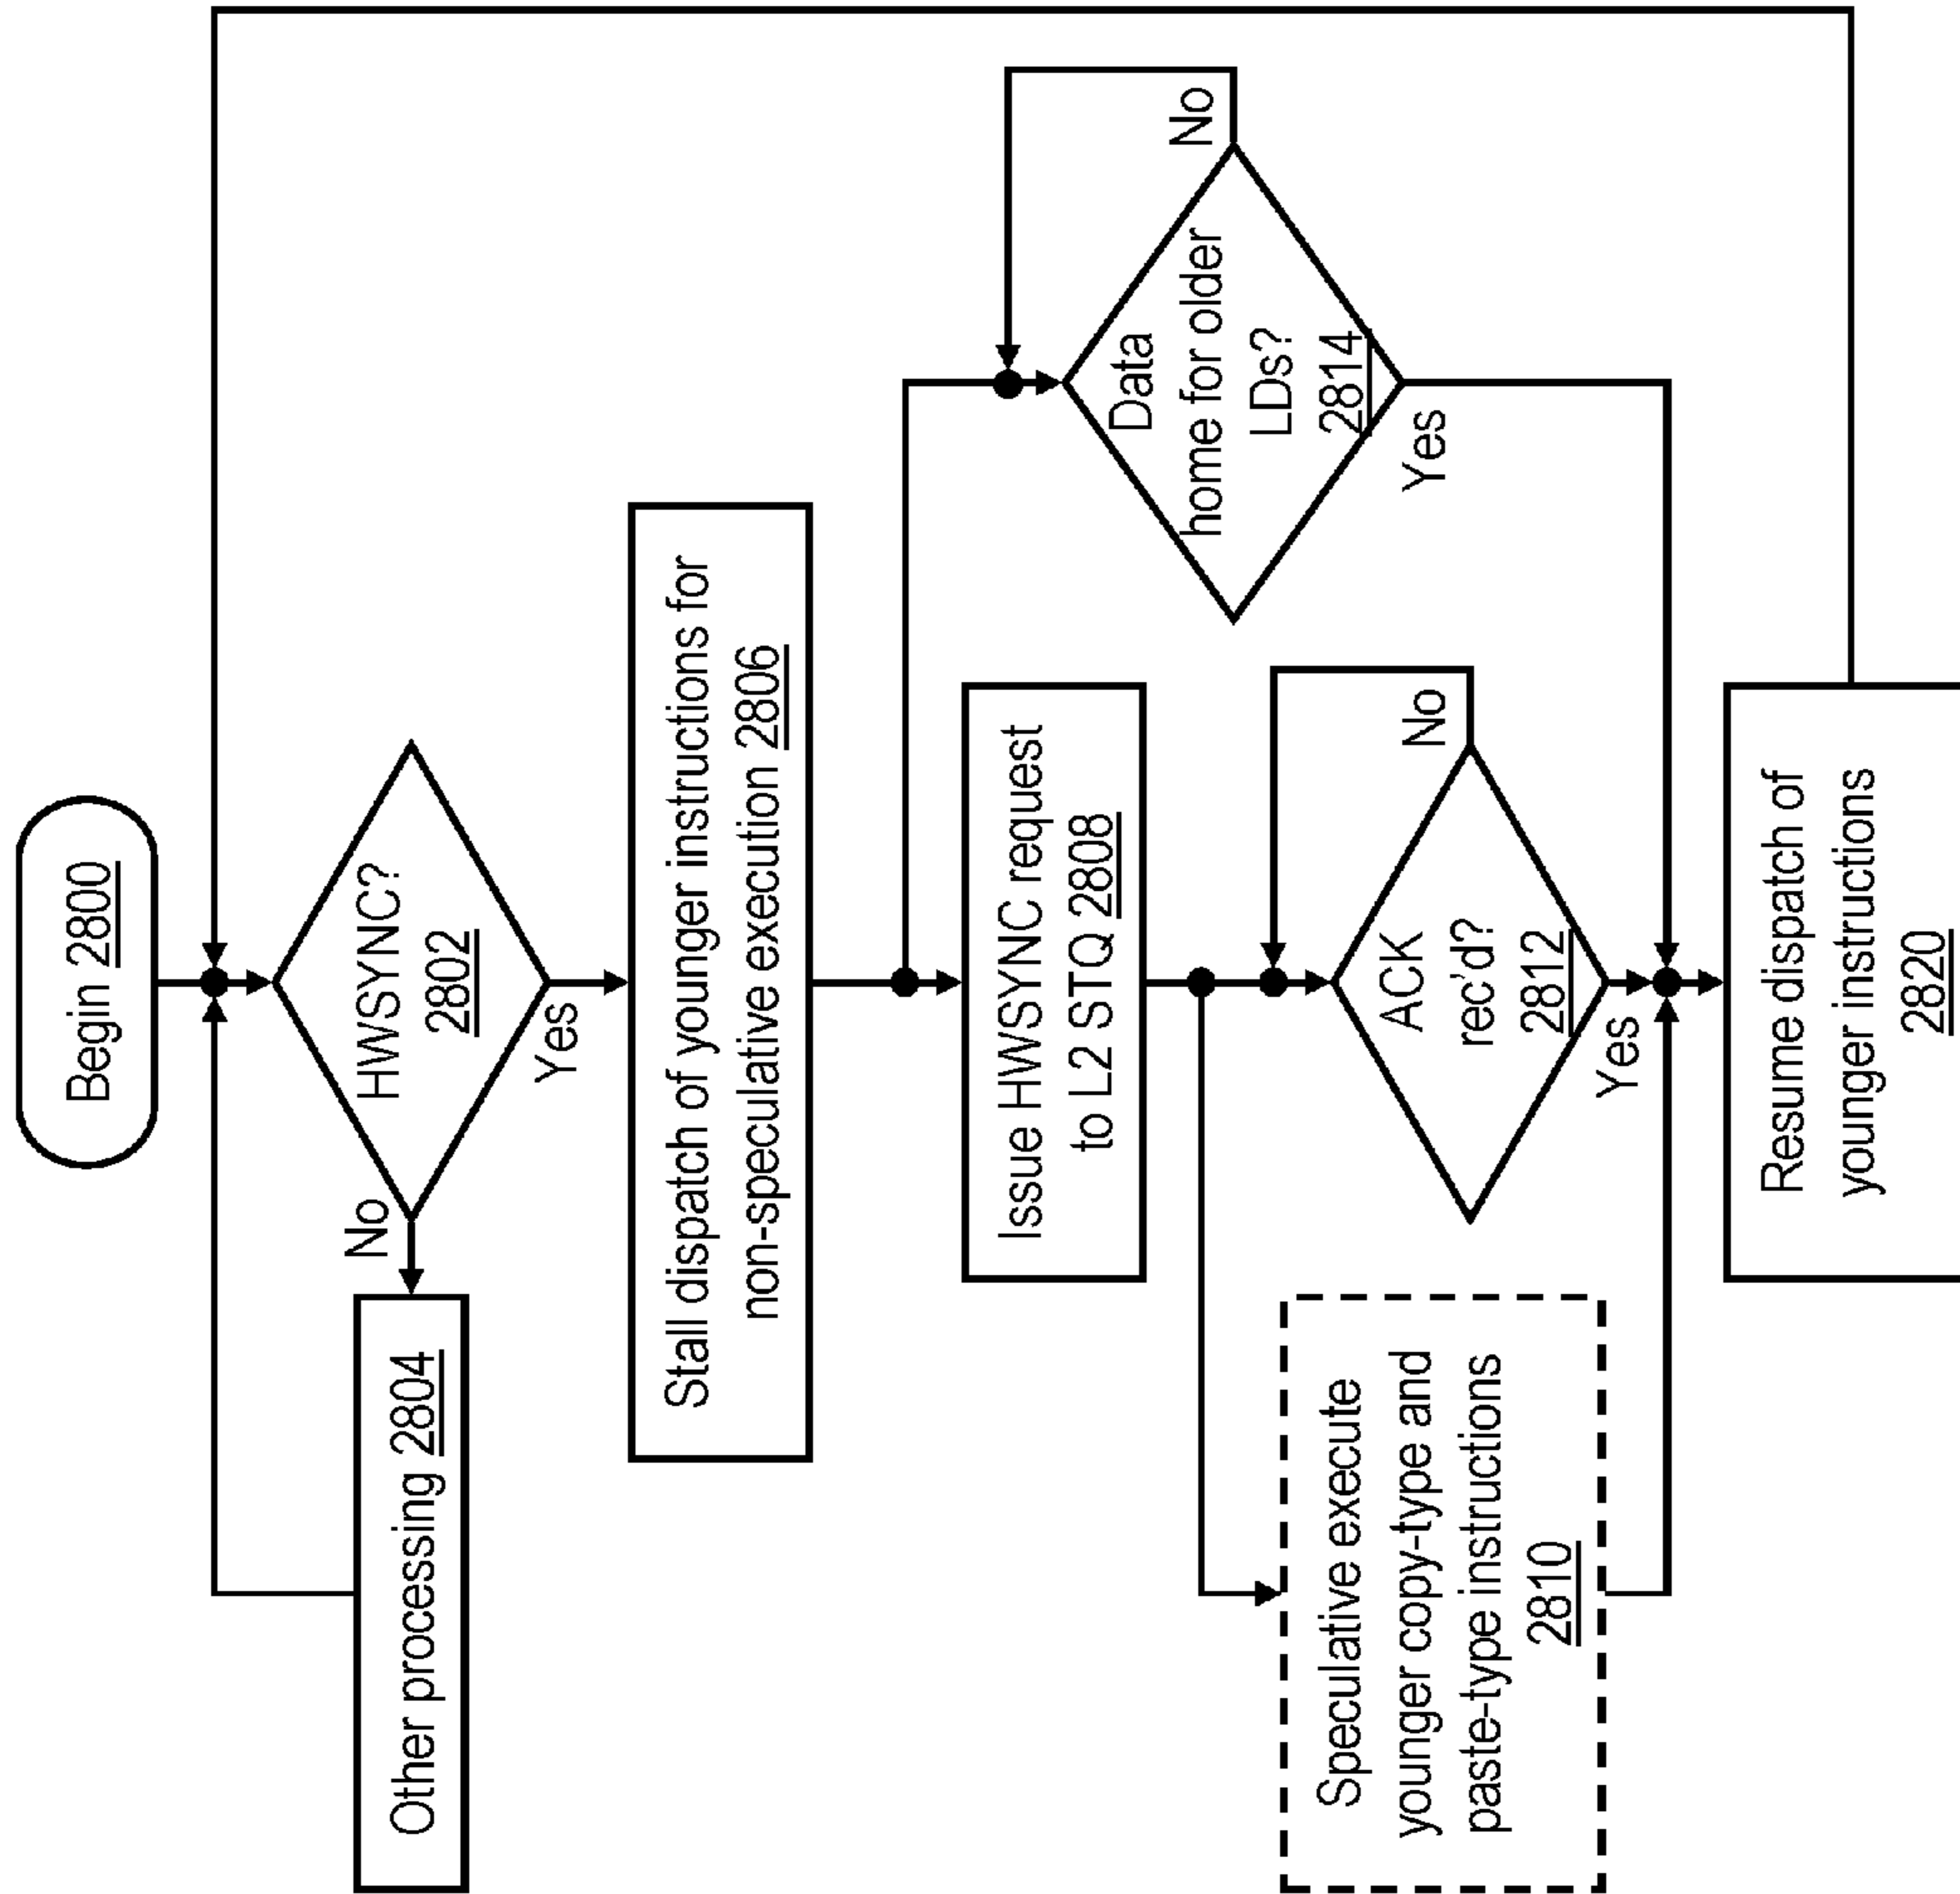 Begin 2800
HWSYNC?
2802
No
Yes
Other processing 2804
Stall dispatch of younger instructions for
non-speculative execution 2806
Issue HWSYNC request
to L2 STQ 2808
Data
home for older
LDs?
2814
No
Yes
Speculative execute
younger copy-type and
paste-type instructions
2810
ACK
rec'd?
2812
No
Yes
Resume dispatch of
younger instructions
2820